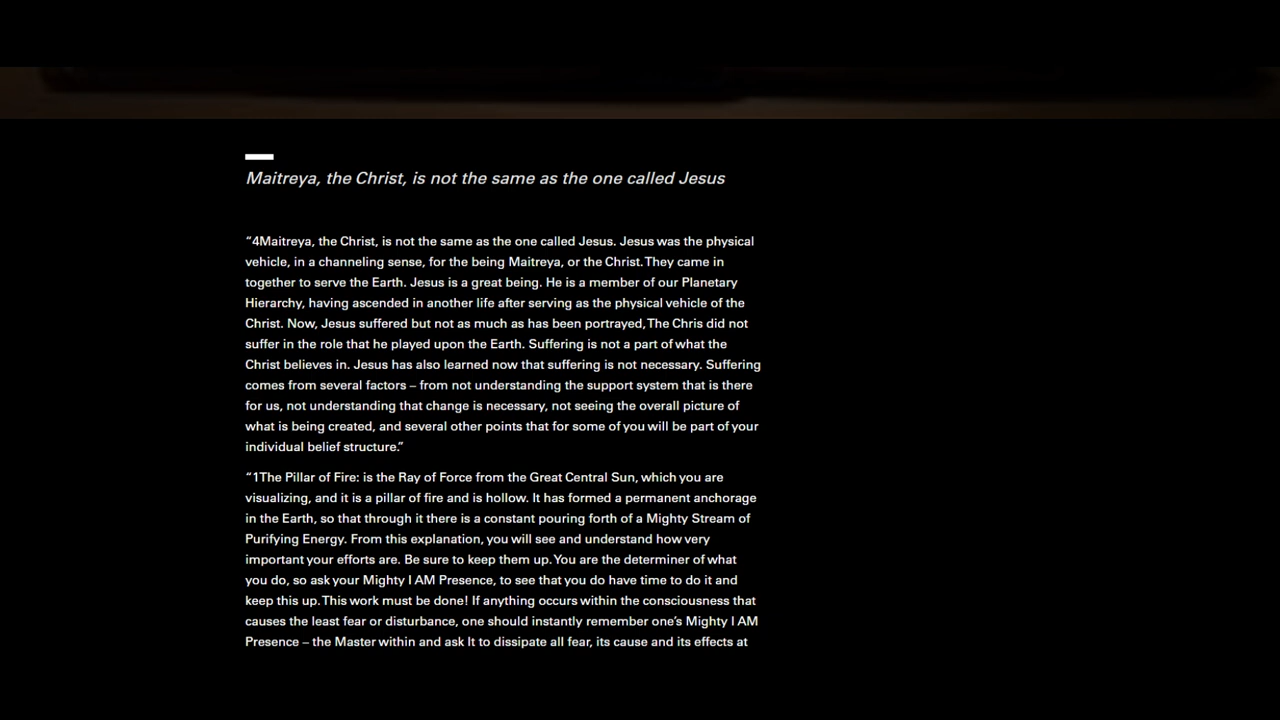 Maitreya, the Christ, is not the same as the one called Jesus
“4Maitreya, the Christ, is not the same as the one called Jesus. Jesus was the physical
vehicle, in a channeling sense, for the being Maitreya, or the Christ. They came in
together to serve the Earth. Jesus is a great being. He is a member of our Planetary
Hierarchy, having ascended in another life after serving as the physical vehicle of the
Christ. Now, Jesus suffered but not as much as has been portrayed, The Chris did not
suffer in the role that he played upon the Earth. Suffering is not a part of what the
Christ believes in. Jesus has also learned now that suffering is not necessary. Suffering
comes from several factors – from not understanding the support system that is there
for us, not understanding that change is necessary, not seeing the overall picture of
what is being created, and several other points that for some of you will be part of your
individual belief structure.”
“1The Pillar of Fire: is the Ray of Force from the Great Central Sun, which you are
visualizing, and it is a pillar of fire and is hollow. It has formed a permanent anchorage
in the Earth, so that through it there is a constant pouring forth of a Mighty Stream of
Purifying Energy. From this explanation, you will see and understand how very
important your efforts are. Be sure to keep them up. You are the determiner of what
you do, so ask your Mighty I AM Presence, to see that you do have time to do it and
keep this up. This work must be done! If anything occurs within the consciousness that
causes the least fear or disturbance, one should instantly remember one’s Mighty I AM
Presence – the Master within and ask It to dissipate all fear, its cause and its effects at